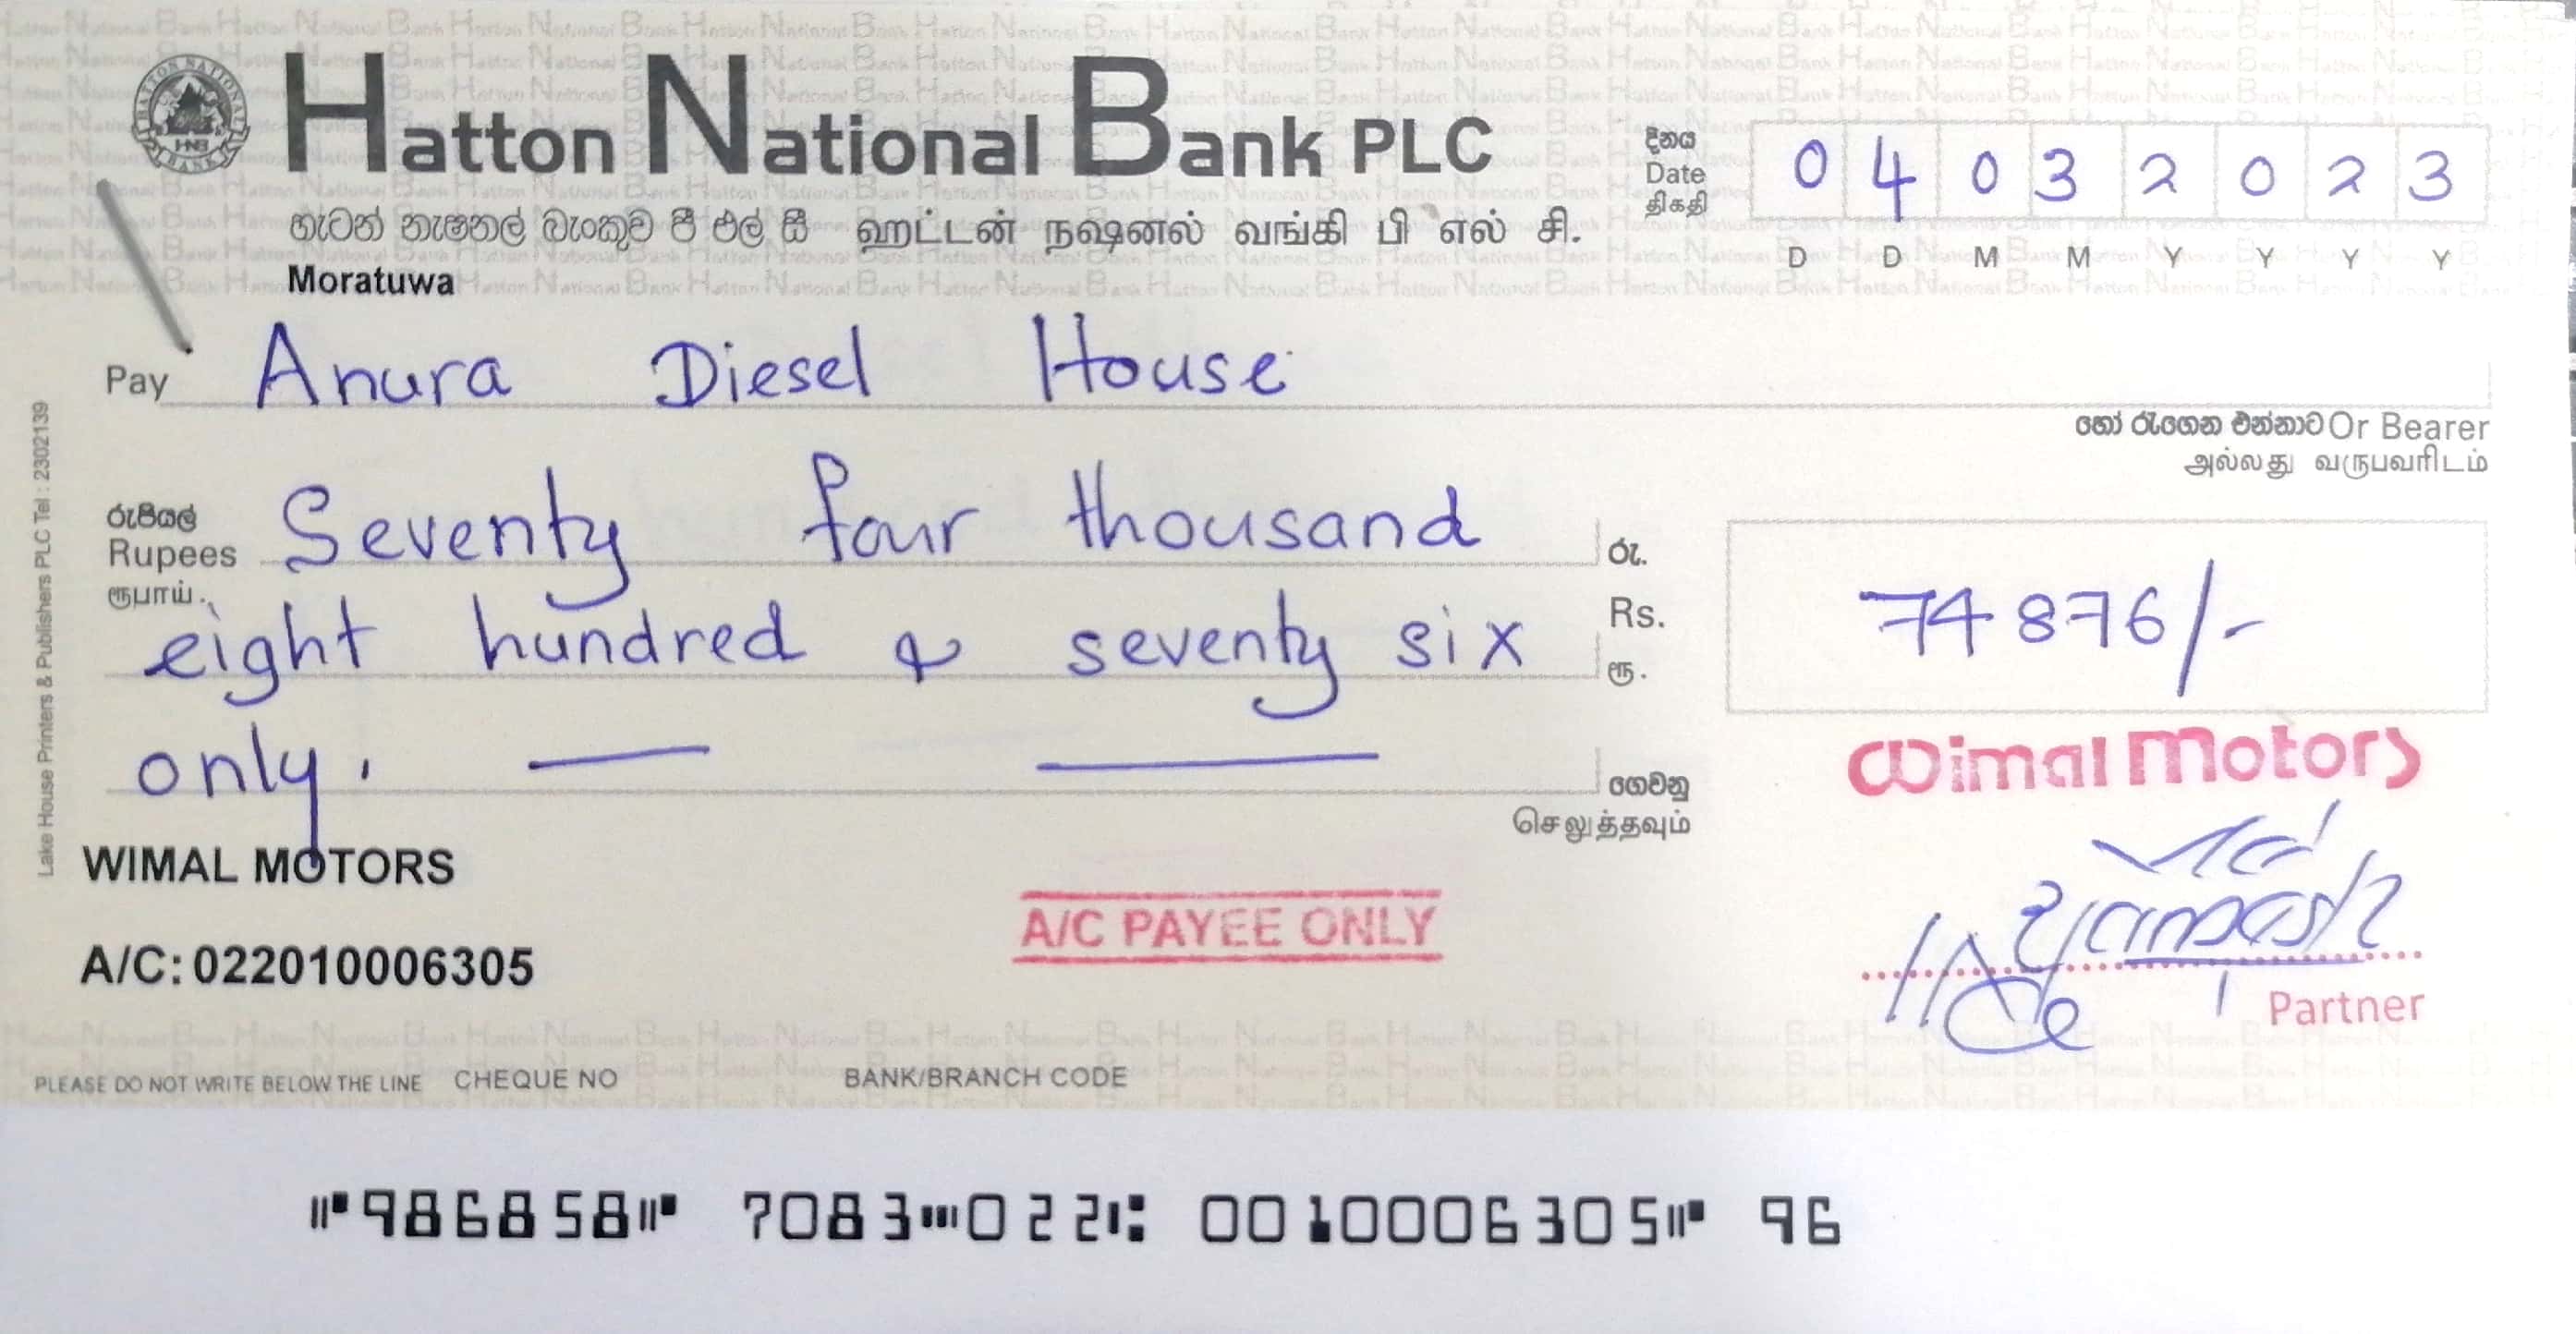 Hatton National Bank PLC
හැටන් නැෂනල් බැංකුව පී එල් සී ஹட்டன் நஷனல் வங்கி பி எல் சி.
Moratuwa
HATTON NATIONAL BANK
HNB
දිනය
Date
திகதி
0 4 0 3 2 0 2 3
D D M M Y Y Y Y
Pay Anura Diesel House
හෝ රැගෙන එන්නාට Or Bearer
அல்லது வருபவரிடம்
රුපියල්
Rupees
ரூபாய்.
Seventy four thousand
eight hundred & seventy six
only.
රු.
Rs.
ரூ.
74876/-
ගෙවනු
செலுத்தவும்
Wimal Motors
WIMAL MOTORS
A/C: 022010006305
A/C PAYEE ONLY
Partner
PLEASE DO NOT WRITE BELOW THE LINE CHEQUE NO BANK/BRANCH CODE
⑈986858⑈ 7083⑉022⑆ 0010006305⑈ 96
Lake House Printers & Publishers PLC Tel : 2302139